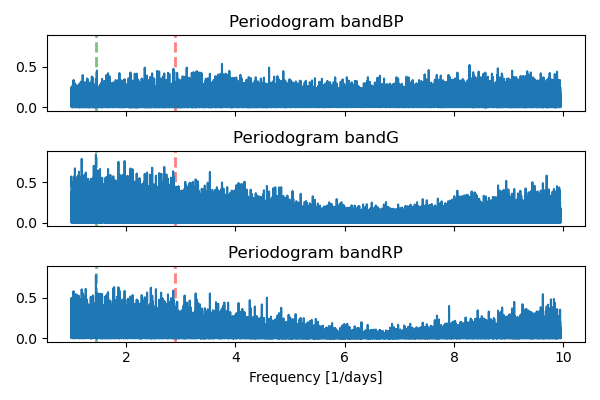 Periodogram bandBP
0.5
0.0
Periodogram bandG
0.5
0.0
Periodogram bandRP
0.5
0.0
2 4 6 8 10
Frequency [1/days]